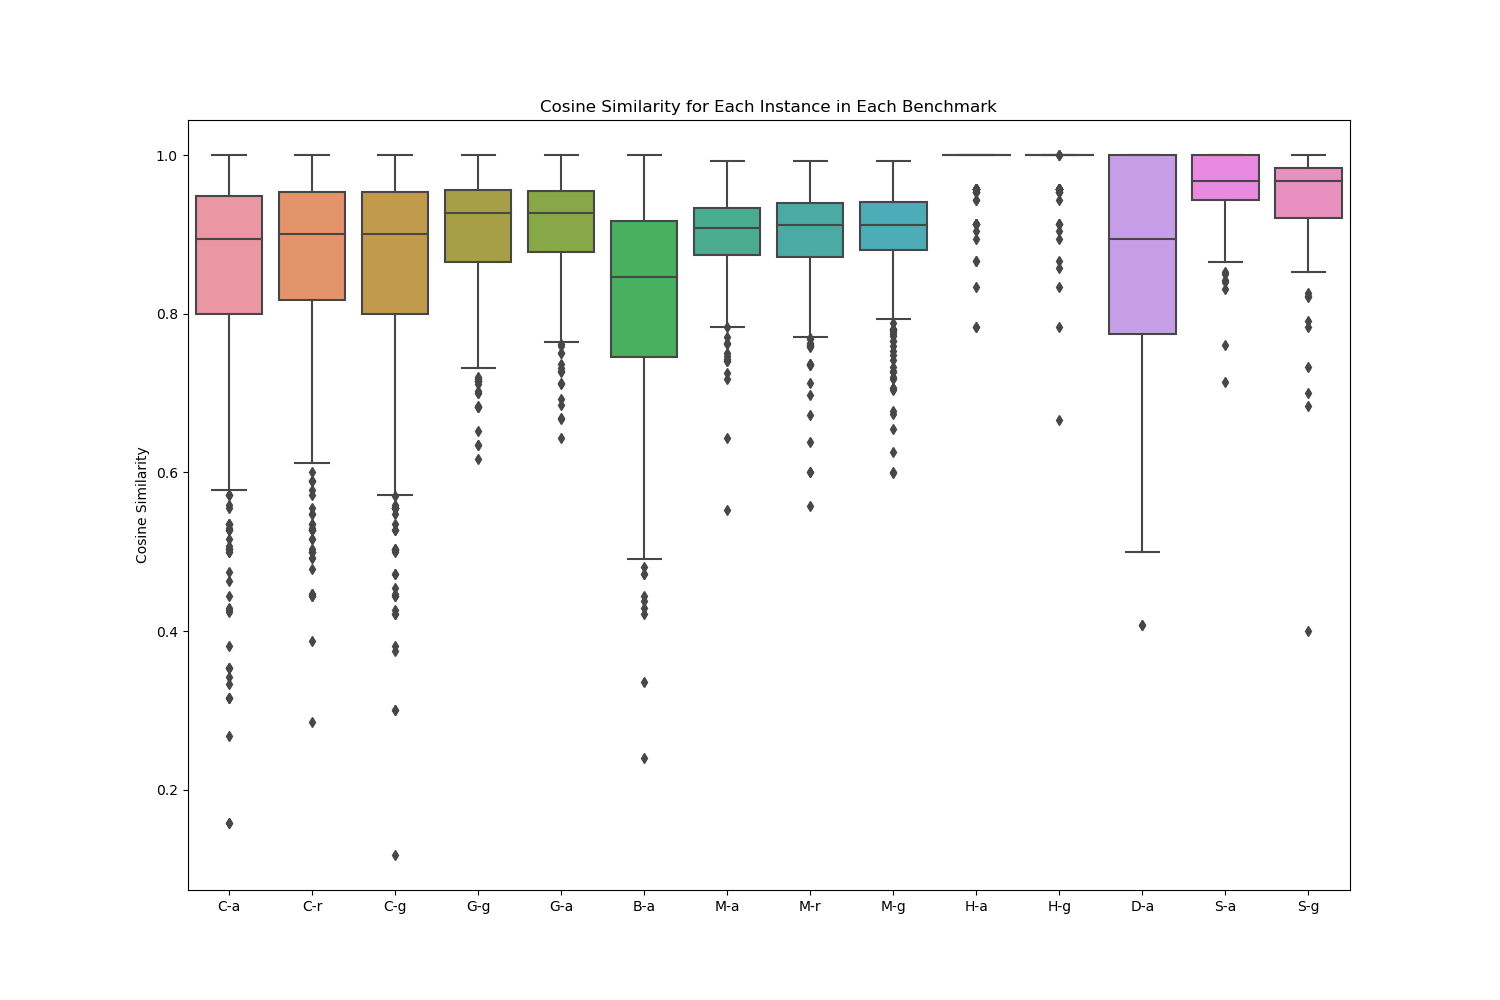 Cosine Similarity for Each Instance in Each Benchmark
1.0
0.8
0.6
0.4
0.2
Cosine Similarity
C-a C-r C-g G-g G-a B-a M-a M-r M-g H-a H-g D-a S-a S-g